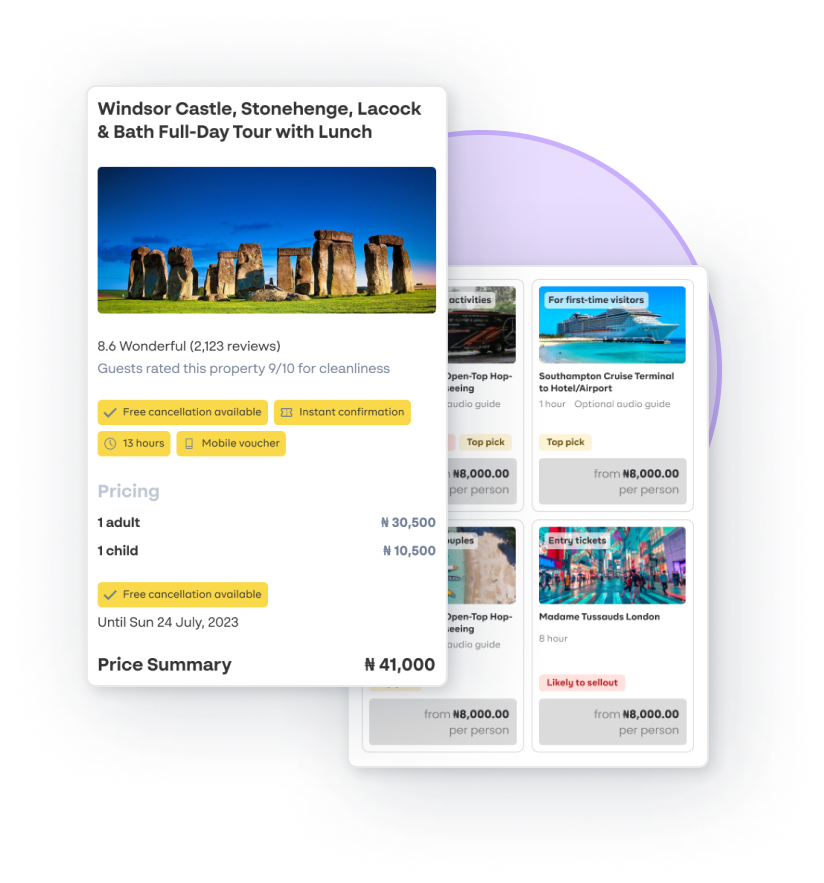 Windsor Castle, Stonehenge, Lacock
& Bath Full-Day Tour with Lunch
8.6 Wonderful (2,123 reviews)
Guests rated this property 9/10 for cleanliness
Free cancellation available
Instant confirmation
13 hours
Mobile voucher
Pricing
1 adult
₦ 30,500
1 child
₦ 10,500
Free cancellation available
Until Sun 24 July, 2023
Price Summary
₦ 41,000
activities
Open-Top Hop-
seeing
audio guide
Top pick
₦8,000.00
per person
For first-time visitors
Southampton Cruise Terminal
to Hotel/Airport
1 hour Optional audio guide
Top pick
from ₦8,000.00
per person
Open-Top Hop-
seeing
audio guide
from ₦8,000.00
per person
Entry tickets
Madame Tussauds London
8 hour
Likely to sellout
from ₦8,000.00
per person